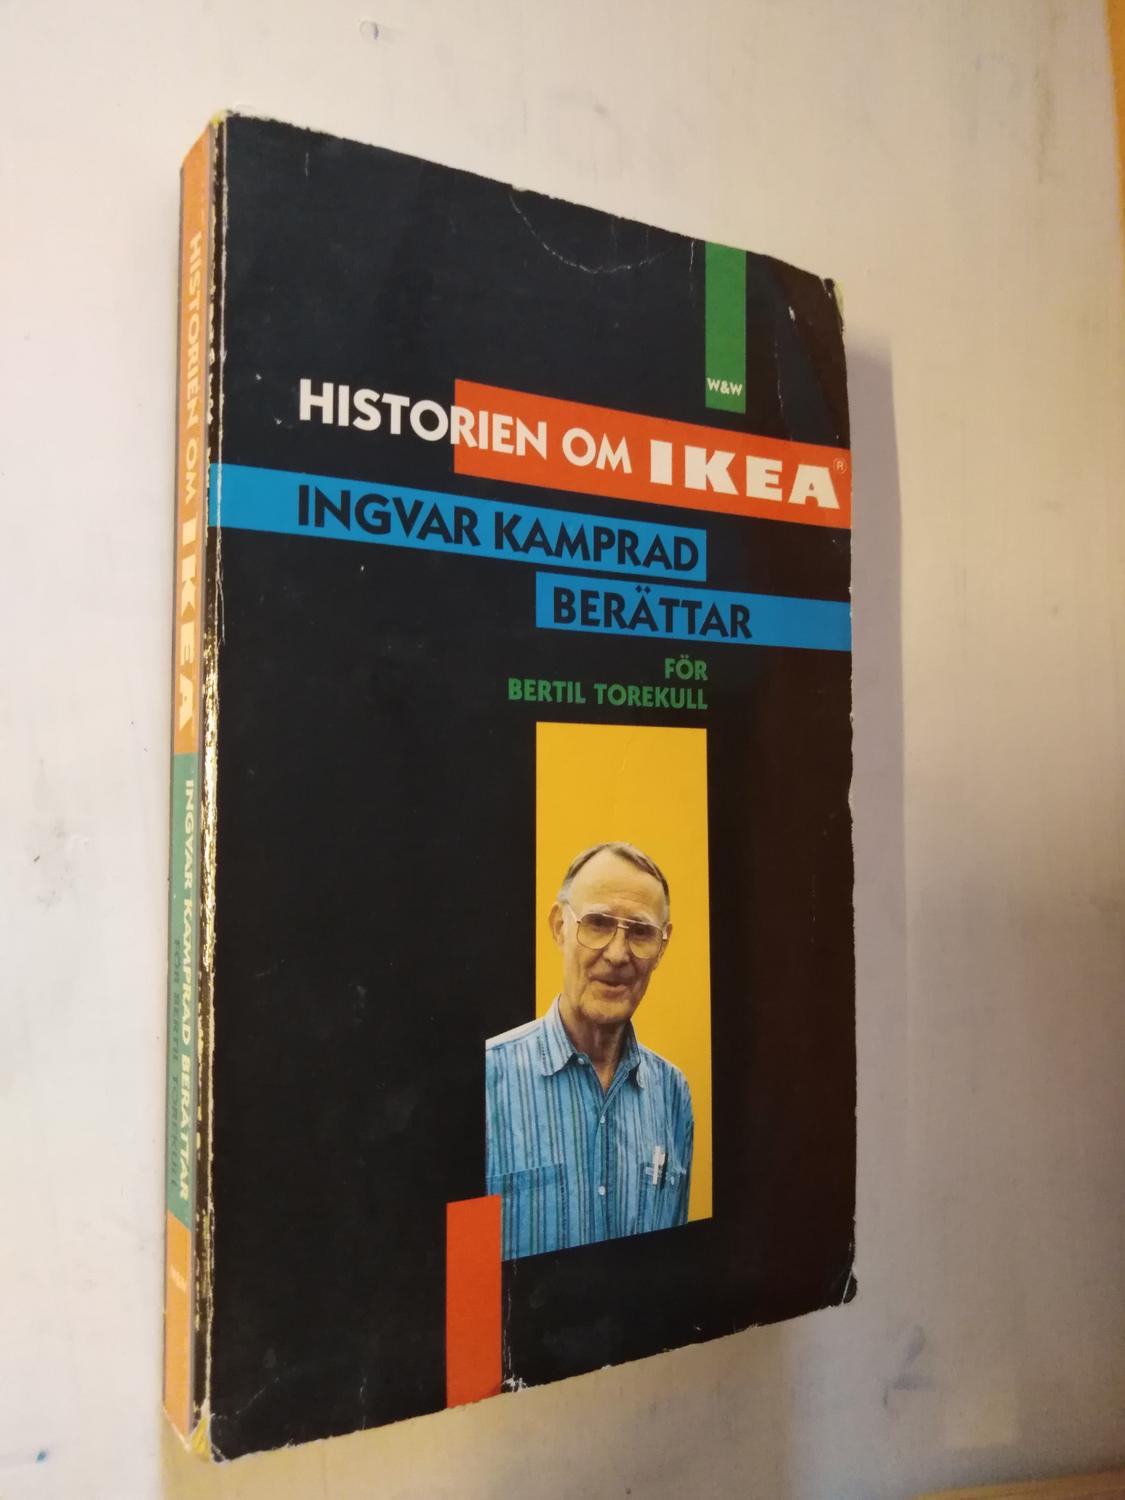 W&W
HISTORIEN OM IKEA®
INGVAR KAMPRAD
BERÄTTAR
FÖR
BERTIL TOREKULL
HISTORIEN OM IKEA
INGVAR KAMPRAD BERÄTTAR
FÖR BERTIL TOREKULL
W&W